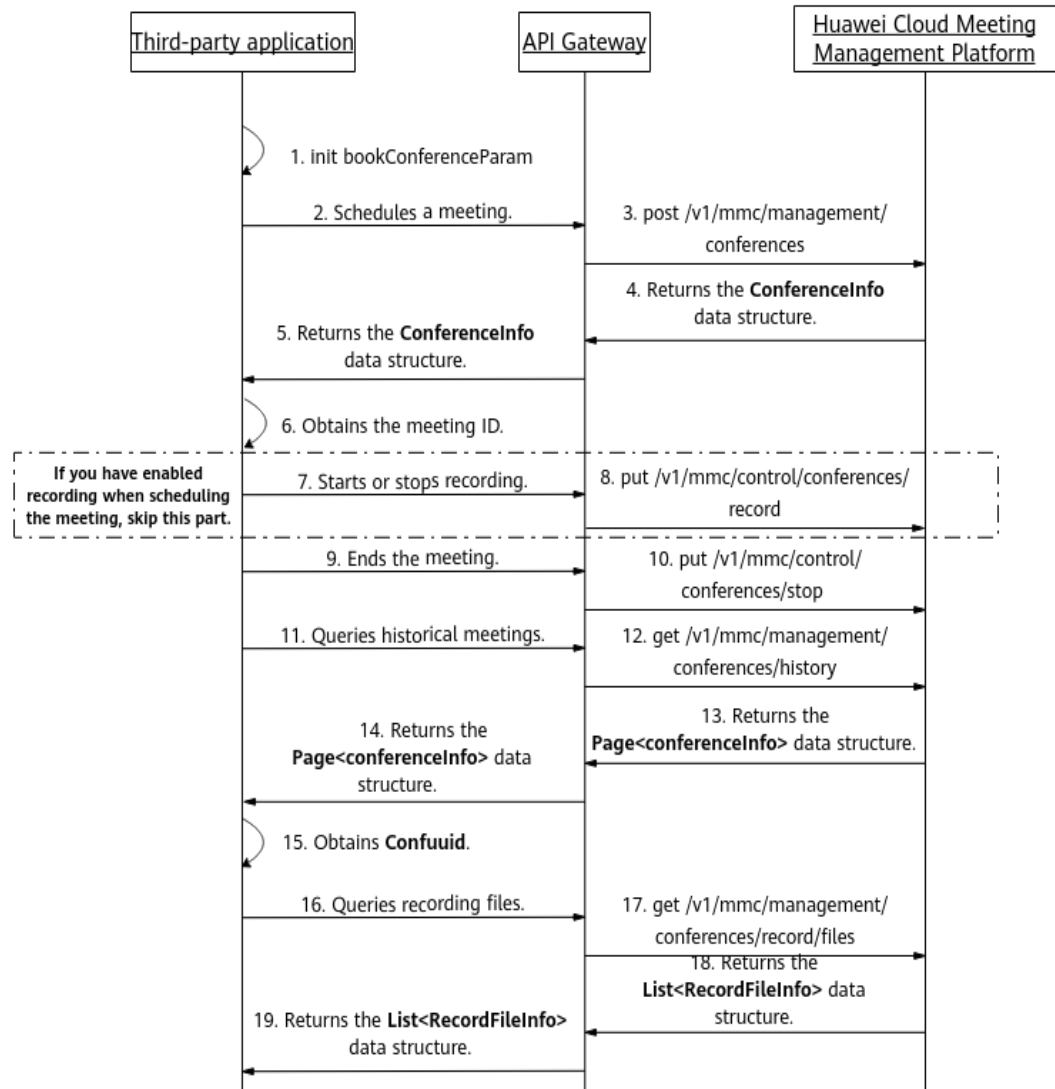 Third-party application
API Gateway
Huawei Cloud Meeting
Management Platform
1. init bookConferenceParam
2. Schedules a meeting.
3. post /v1/mmc/management/
conferences
4. Returns the ConferenceInfo
data structure.
5. Returns the ConferenceInfo
data structure.
6. Obtains the meeting ID.
If you have enabled
recording when scheduling
the meeting, skip this part.
7. Starts or stops recording.
8. put /v1/mmc/control/conferences/
record
9. Ends the meeting.
10. put /v1/mmc/control/
conferences/stop
11. Queries historical meetings.
12. get /v1/mmc/management/
conferences/history
13. Returns the
Page<conferenceInfo> data structure.
14. Returns the
Page<conferenceInfo> data
structure.
15. Obtains Confuuid.
16. Queries recording files.
17. get /v1/mmc/management/
conferences/record/files
18. Returns the
List<RecordFileInfo> data
structure.
19. Returns the List<RecordFileInfo>
data structure.